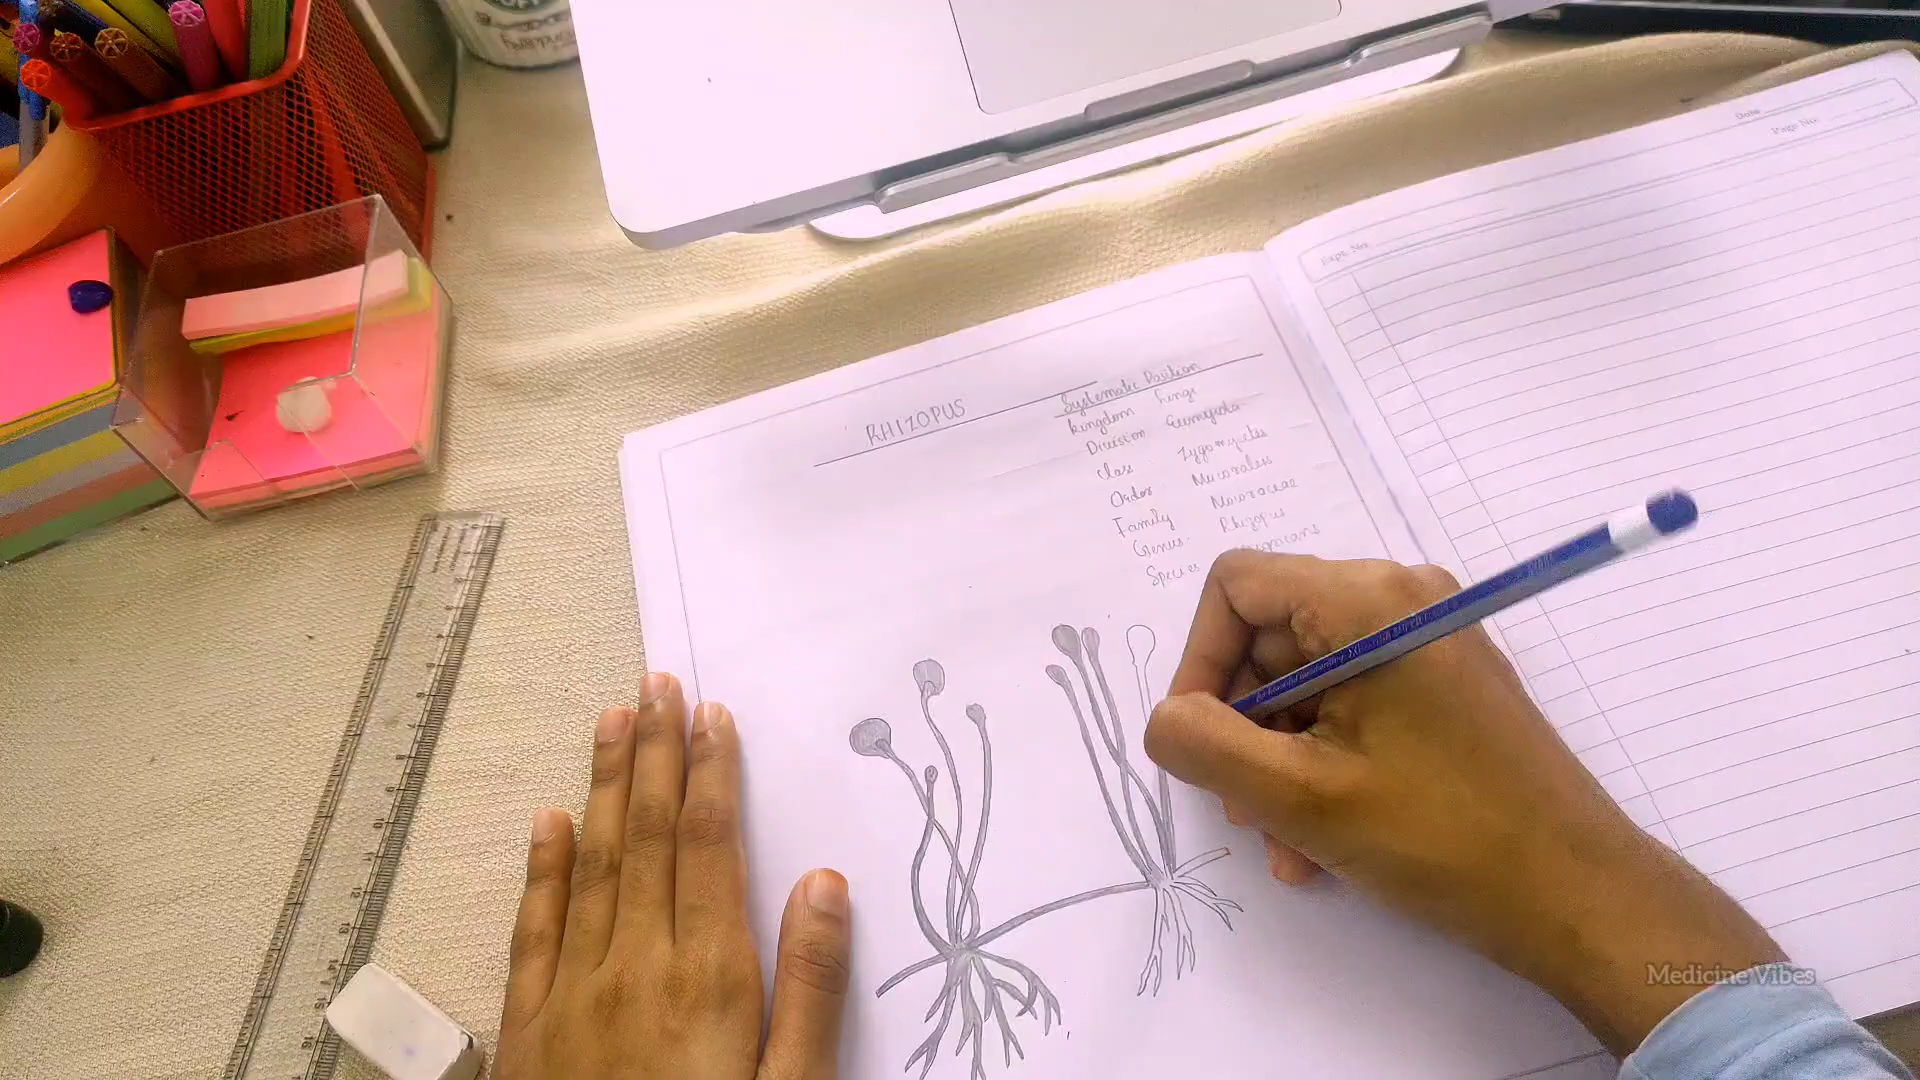 RHIZOPUS
Systematic Position
Kingdom Fungi
Division Eumycota
Class Zygomycetes
Order Mucorales
Family Mucoraceae
Genus Rhizopus
Species
Date
Page No.
Expt. No.
Medicine Vibes